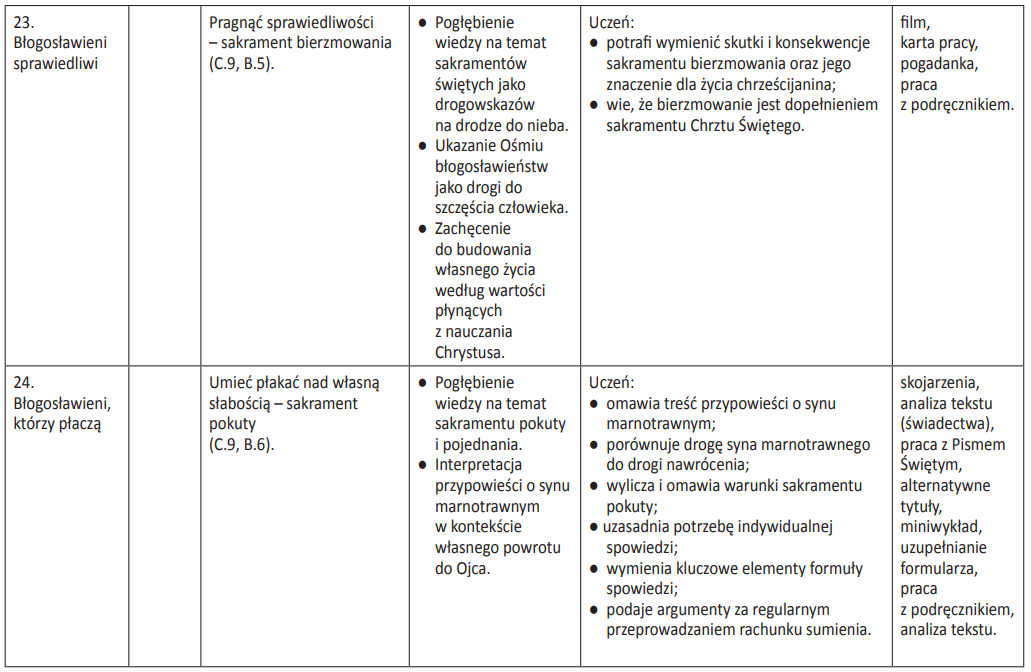 23.
Błogosławieni
sprawiedliwi
Pragnąć sprawiedliwości
– sakrament bierzmowania
(C.9, B.5).
● Pogłębienie
wiedzy na temat
sakramentów
świętych jako
drogowskazów
na drodze do nieba.
● Ukazanie Ośmiu
błogosławieństw
jako drogi do
szczęścia człowieka.
● Zachęcenie
do budowania
własnego życia
według wartości
płynących
z nauczania
Chrystusa.
Uczeń:
● potrafi wymienić skutki i konsekwencje
sakramentu bierzmowania oraz jego
znaczenie dla życia chrześcijanina;
● wie, że bierzmowanie jest dopełnieniem
sakramentu Chrztu Świętego.
film,
karta pracy,
pogadanka,
praca
z podręcznikiem.
24.
Błogosławieni,
którzy płaczą
Umieć płakać nad własną
słabością – sakrament
pokuty
(C.9, B.6).
● Pogłębienie
wiedzy na temat
sakramentu pokuty
i pojednania.
● Interpretacja
przypowieści o synu
marnotrawnym
w kontekście
własnego powrotu
do Ojca.
Uczeń:
● omawia treść przypowieści o synu
marnotrawnym;
● porównuje drogę syna marnotrawnego
do drogi nawrócenia;
● wylicza i omawia warunki sakramentu
pokuty;
● uzasadnia potrzebę indywidualnej
spowiedzi;
● wymienia kluczowe elementy formuły
spowiedzi;
● podaje argumenty za regularnym
przeprowadzaniem rachunku sumienia.
skojarzenia,
analiza tekstu
(świadectwa),
praca z Pismem
Świętym,
alternatywne
tytuły,
miniwykład,
uzupełnianie
formularza,
praca
z podręcznikiem,
analiza tekstu.